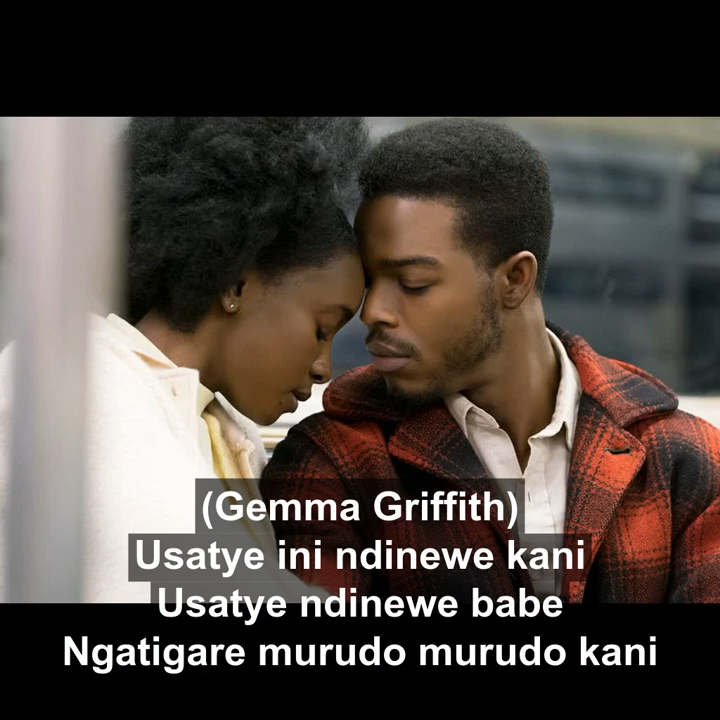 (Gemma Griffith)
Usatye ini ndinewe kani
Usatye ndinewe babe
Ngatigare murudo murudo kani